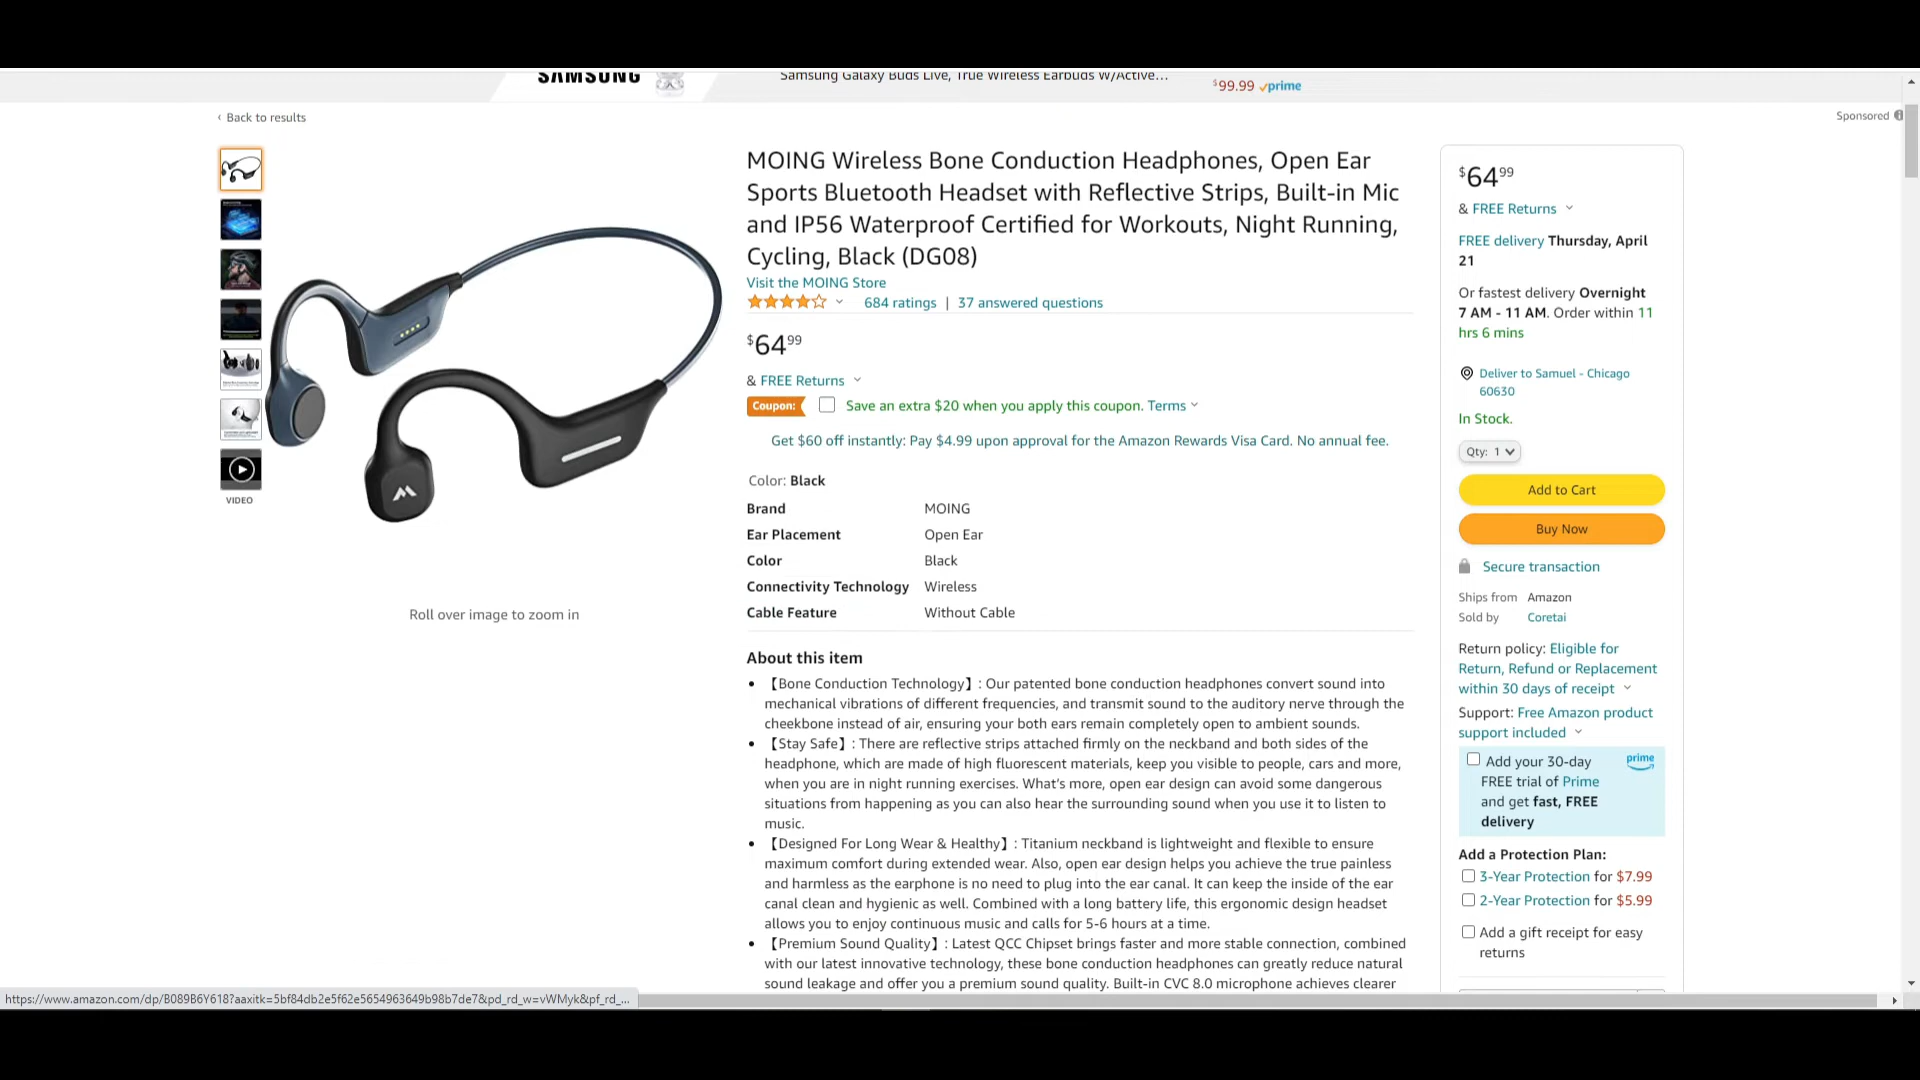 SAMSUNG
Samsung Galaxy Buds Live, True Wireless Earbuds W/Active...
$99.99 prime
‹ Back to results
Sponsored
MOING Wireless Bone Conduction Headphones, Open Ear
Sports Bluetooth Headset with Reflective Strips, Built-in Mic
and IP56 Waterproof Certified for Workouts, Night Running,
Cycling, Black (DG08)
Visit the MOING Store
684 ratings | 37 answered questions
$64 99
& FREE Returns
Coupon: Save an extra $20 when you apply this coupon. Terms
Get $60 off instantly: Pay $4.99 upon approval for the Amazon Rewards Visa Card. No annual fee.
Color: Black
Brand MOING
Ear Placement Open Ear
Color Black
Connectivity Technology Wireless
Cable Feature Without Cable
About this item
• 【Bone Conduction Technology】: Our patented bone conduction headphones convert sound into
mechanical vibrations of different frequencies, and transmit sound to the auditory nerve through the
cheekbone instead of air, ensuring your both ears remain completely open to ambient sounds.
• 【Stay Safe】: There are reflective strips attached firmly on the neckband and both sides of the
headphone, which are made of high fluorescent materials, keep you visible to people, cars and more,
when you are in night running exercises. What's more, open ear design can avoid some dangerous
situations from happening as you can also hear the surrounding sound when you use it to listen to
music.
• 【Designed For Long Wear & Healthy】: Titanium neckband is lightweight and flexible to ensure
maximum comfort during extended wear. Also, open ear design helps you achieve the true painless
and harmless as the earphone is no need to plug into the ear canal. It can keep the inside of the ear
canal clean and hygienic as well. Combined with a long battery life, this ergonomic design headset
allows you to enjoy continuous music and calls for 5-6 hours at a time.
• 【Premium Sound Quality】: Latest QCC Chipset brings faster and more stable connection, combined
with our latest innovative technology, these bone conduction headphones can greatly reduce natural
sound leakage and offer you a premium sound quality. Built-in CVC 8.0 microphone achieves clearer
VIDEO
Roll over image to zoom in
$64 99
& FREE Returns
FREE delivery Thursday, April
21
Or fastest delivery Overnight
7 AM - 11 AM. Order within 11
hrs 6 mins
Deliver to Samuel - Chicago
60630
In Stock.
Qty: 1
Add to Cart
Buy Now
Secure transaction
Ships from Amazon
Sold by Coretai
Return policy: Eligible for
Return, Refund or Replacement
within 30 days of receipt
Support: Free Amazon product
support included
Add your 30-day prime
FREE trial of Prime
and get fast, FREE
delivery
Add a Protection Plan:
3-Year Protection for $7.99
2-Year Protection for $5.99
Add a gift receipt for easy
returns
https://www.amazon.com/dp/B089B6Y618?aaxitk=5bf84db2e5f62e5654963649b98b7de7&pd_rd_w=vWMyk&pf_rd_...